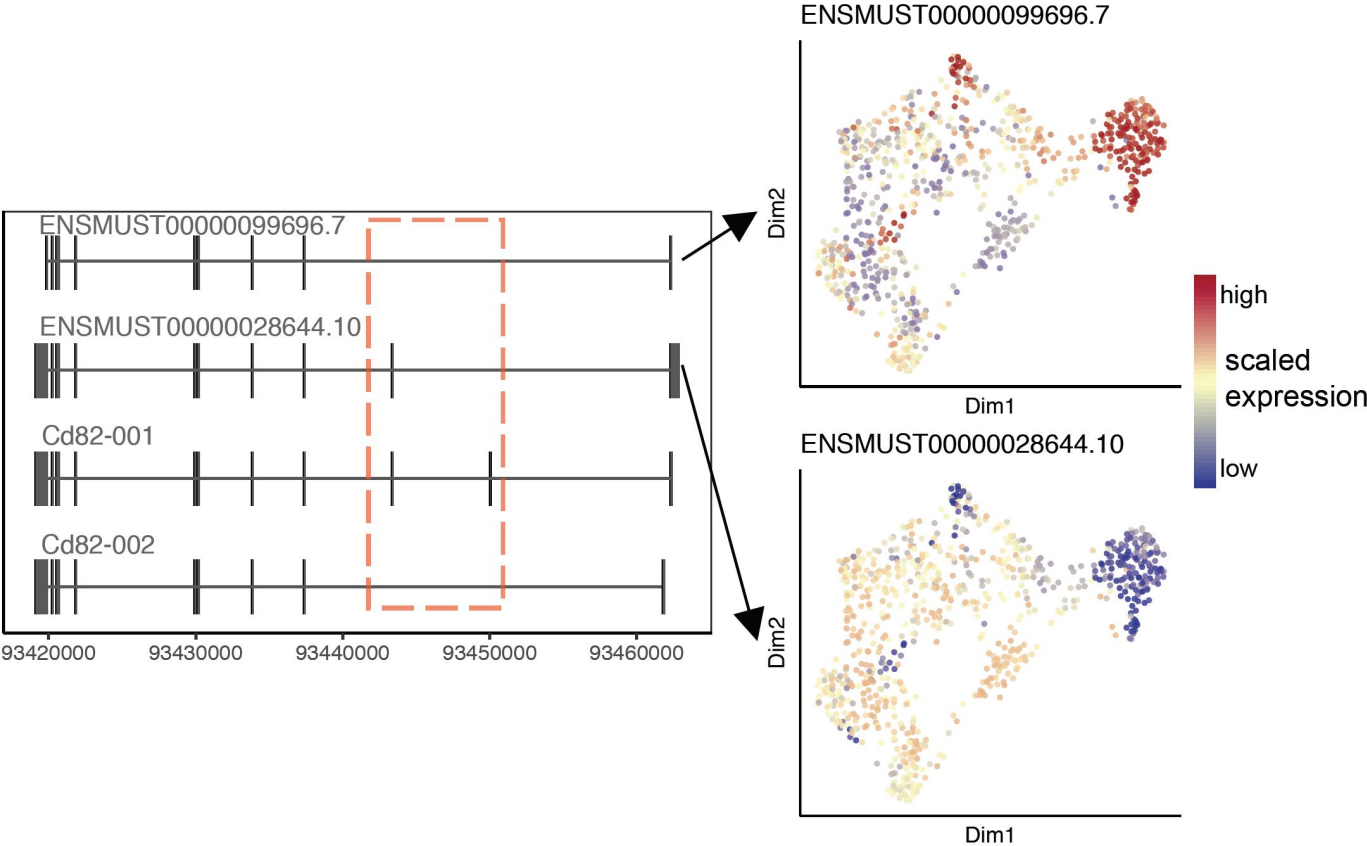 ENSMUST00000099696.7
ENSMUST00000028644.10
Cd82-001
Cd82-002
93420000 93430000 93440000 93450000 93460000
ENSMUST00000099696.7
Dim2
Dim1
ENSMUST00000028644.10
Dim2
Dim1
high
scaled
expression
low